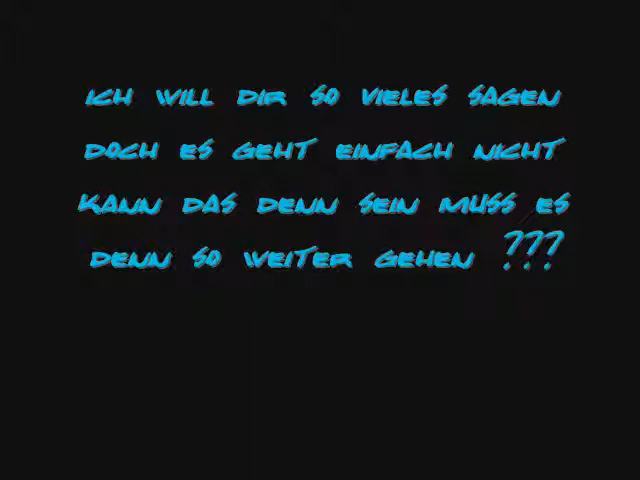 ICH WILL DIR SO VIELES SAGEN
DOCH ES GEHT EINFACH NICHT
KANN DAS DENN SEIN MUSS ES
DENN SO WEITER GEHEN ???